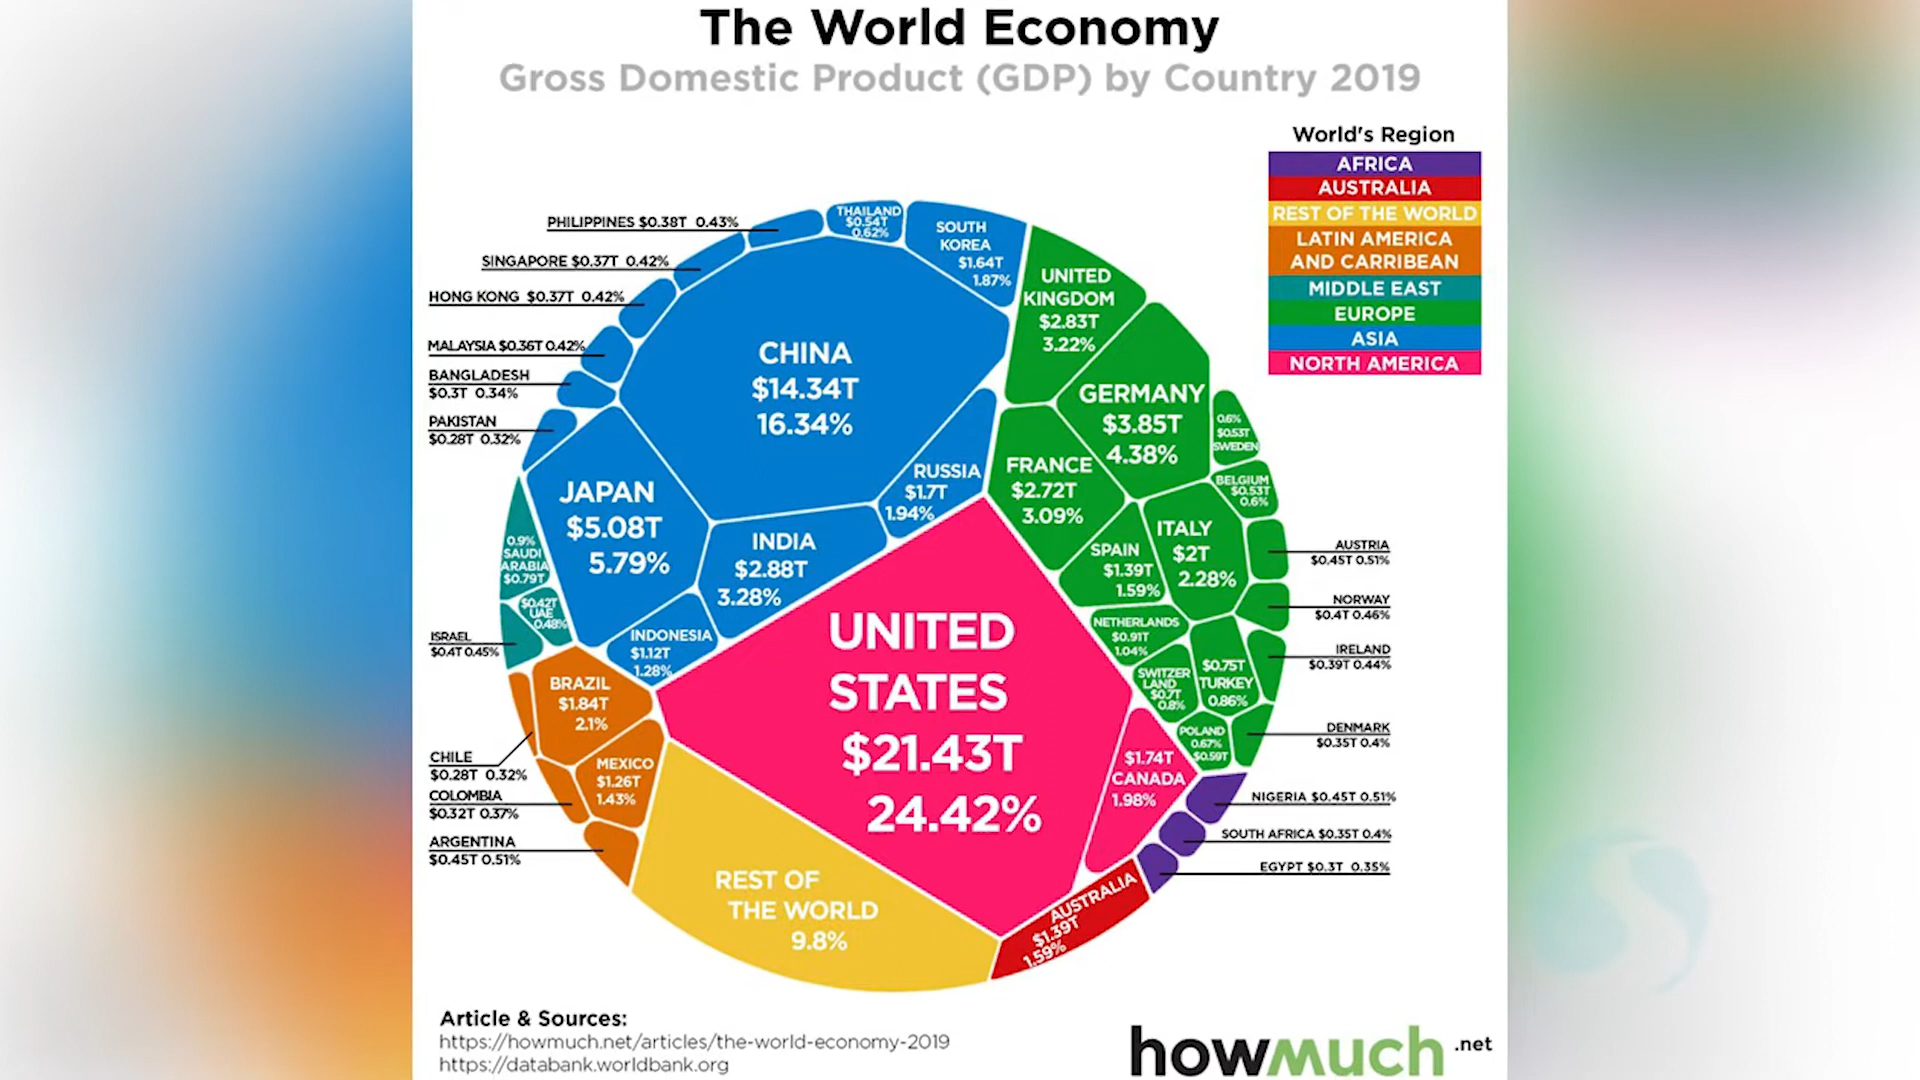 The World Economy
Gross Domestic Product (GDP) by Country 2019
World's Region
AFRICA
AUSTRALIA
REST OF THE WORLD
LATIN AMERICA
AND CARRIBEAN
MIDDLE EAST
EUROPE
ASIA
NORTH AMERICA
PHILIPPINES $0.38T 0.43%
SINGAPORE $0.37T 0.42%
HONG KONG $0.37T 0.42%
MALAYSIA $0.36T 0.42%
BANGLADESH
$0.3T 0.34%
PAKISTAN
$0.28T 0.32%
THAILAND
$0.54T
0.62%
SOUTH
KOREA
$1.64T
1.87%
CHINA
$14.34T
16.34%
JAPAN
$5.08T
5.79%
INDIA
$2.88T
3.28%
RUSSIA
$1.7T
1.94%
INDONESIA
$1.12T
1.28%
UNITED
KINGDOM
$2.83T
3.22%
GERMANY
$3.85T
4.38%
FRANCE
$2.72T
3.09%
0.6%
$0.53T
SWEDEN
BELGIUM
$0.53T
0.6%
ITALY
$2T
2.28%
SPAIN
$1.39T
1.59%
NETHERLANDS
$0.91T
1.04%
SWITZER
LAND
$0.7T
0.8%
$0.75T
TURKEY
0.86%
POLAND
0.67%
$0.59T
AUSTRIA
$0.45T 0.51%
NORWAY
$0.4T 0.46%
IRELAND
$0.39T 0.44%
DENMARK
$0.35T 0.4%
0.9%
SAUDI
ARABIA
$0.79T
$0.42T
UAE
0.48%
ISRAEL
$0.4T 0.45%
BRAZIL
$1.84T
2.1%
MEXICO
$1.26T
1.43%
CHILE
$0.28T 0.32%
COLOMBIA
$0.32T 0.37%
ARGENTINA
$0.45T 0.51%
UNITED
STATES
$21.43T
24.42%
$1.74T
CANADA
1.98%
NIGERIA $0.45T 0.51%
SOUTH AFRICA $0.35T 0.4%
EGYPT $0.3T 0.35%
AUSTRALIA
$1.39T
1.59%
REST OF
THE WORLD
9.8%
Article & Sources:
https://howmuch.net/articles/the-world-economy-2019
https://databank.worldbank.org
howmuch.net